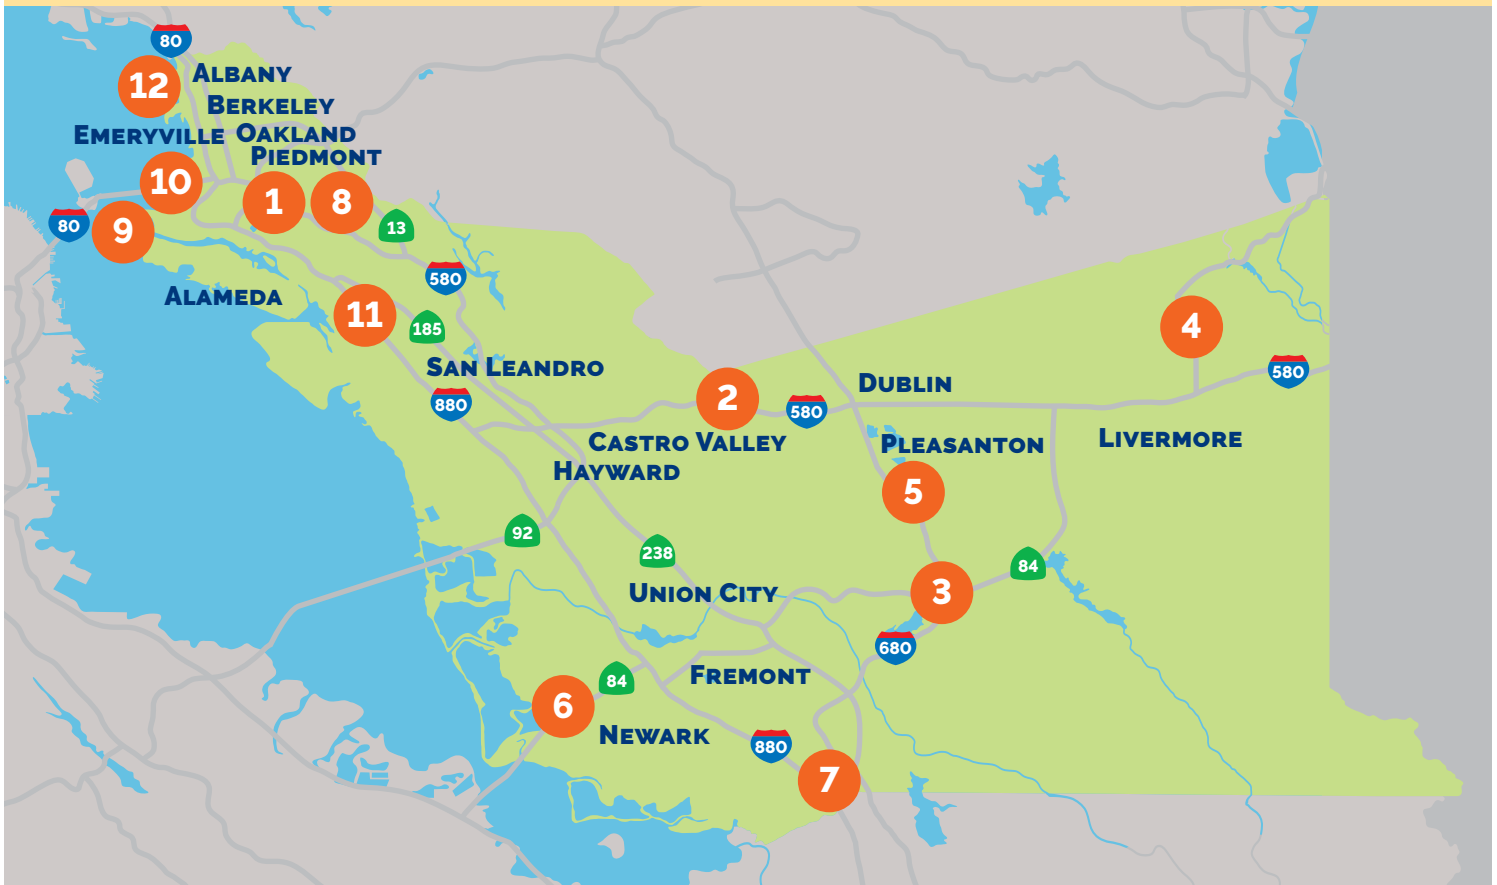 80
12
ALBANY
BERKELEY
EMERYVILLE OAKLAND
PIEDMONT
10
1
8
80
9
13
580
ALAMEDA
11
185
4
SAN LEANDRO
580
880
2
580
DUBLIN
CASTRO VALLEY
PLEASANTON
LIVERMORE
HAYWARD
5
92
238
84
UNION CITY
3
680
FREMONT
84
6
NEWARK
880
7